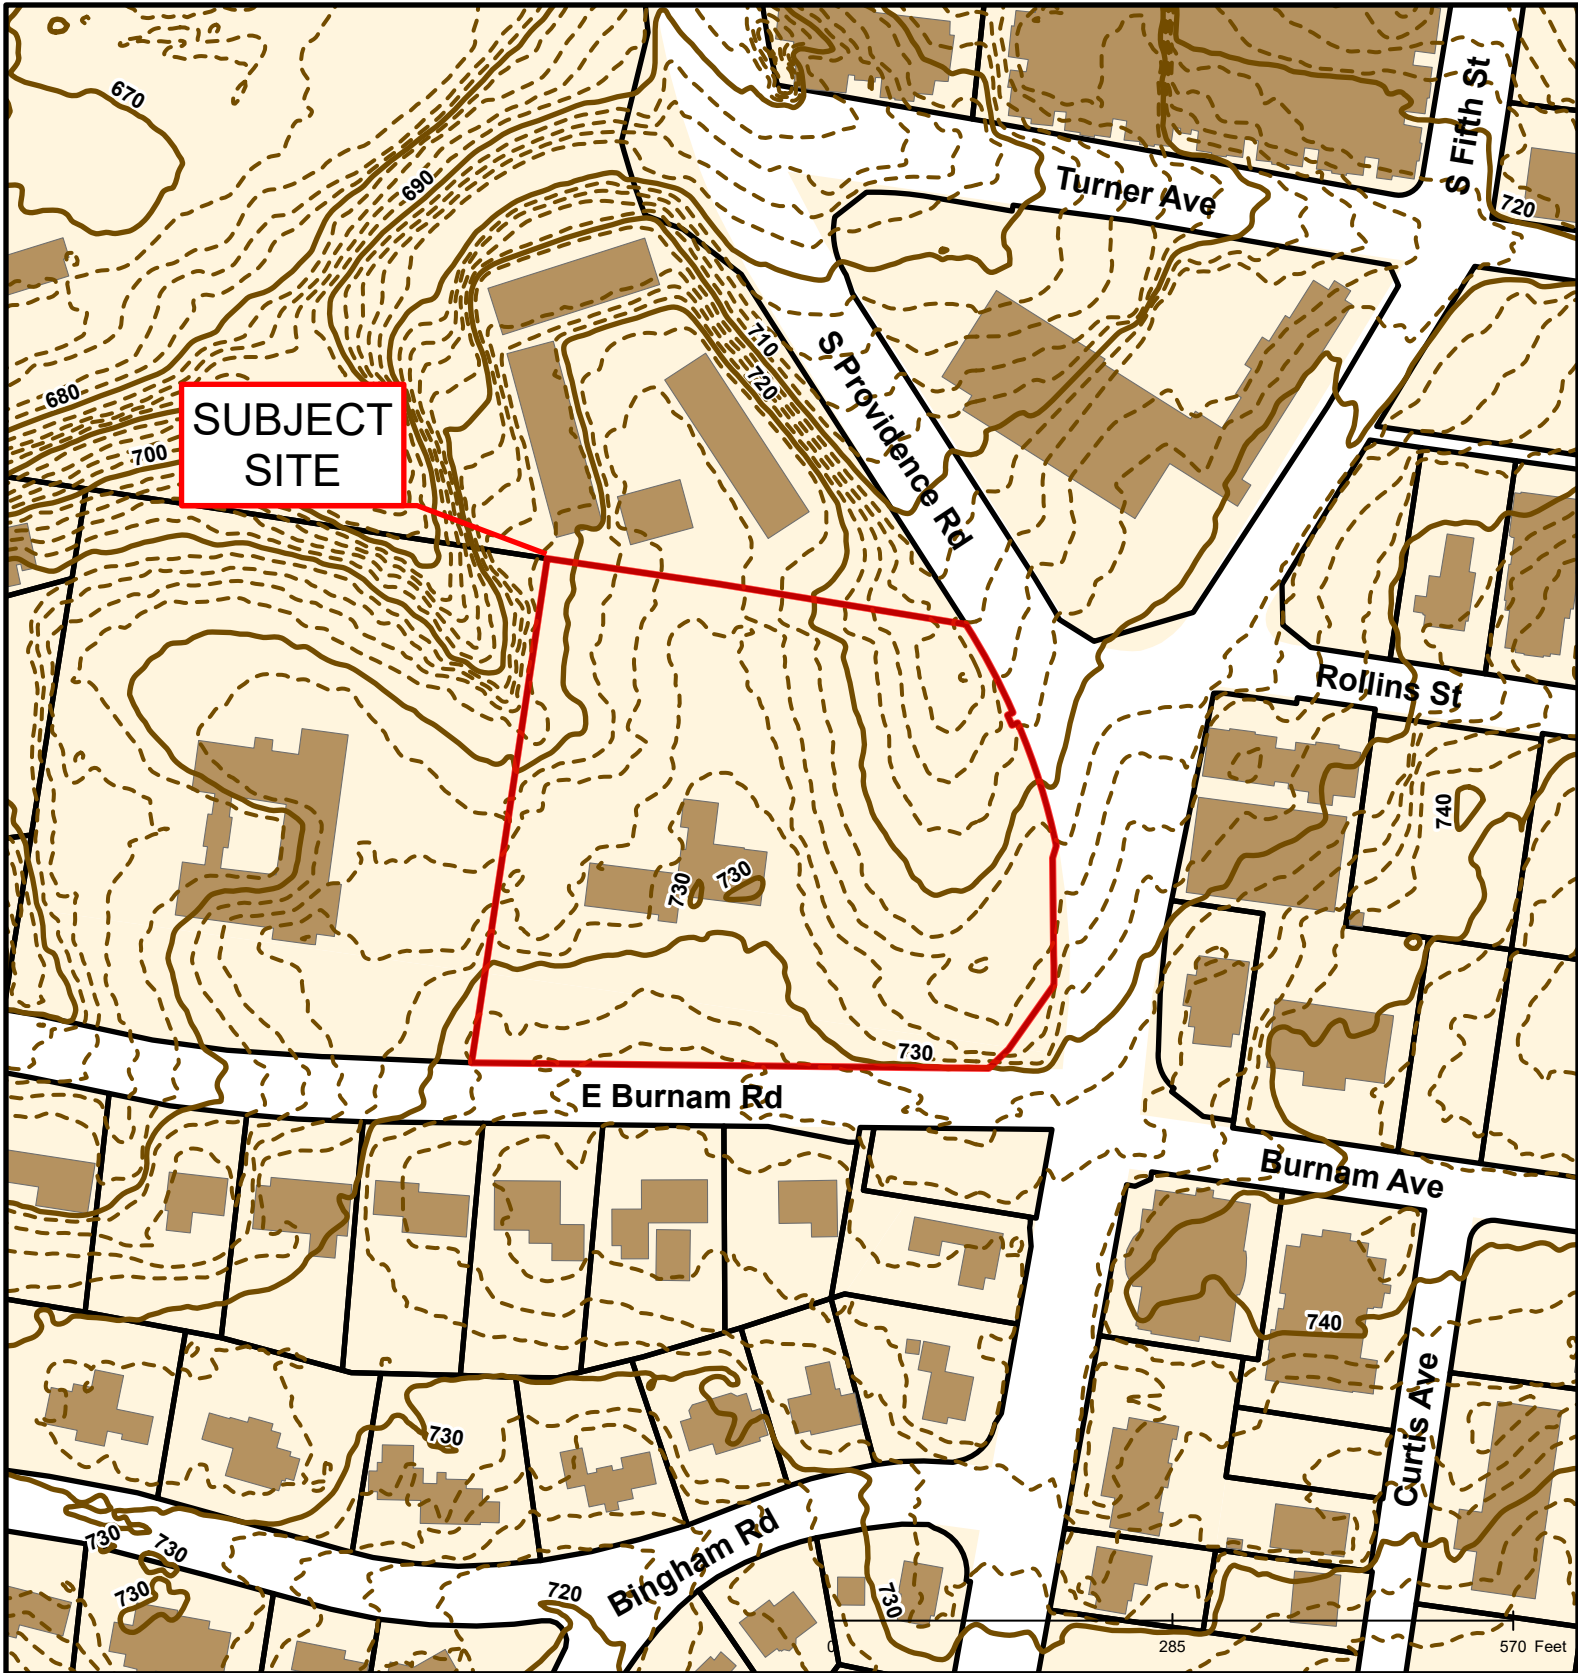 670
S Fifth St
690
Turner Ave
720
710
720
S Providence Rd
680
SUBJECT
SITE
700
Rollins St
740
730
730
730
E Burnam Rd
Burnam Ave
740
Curtis Ave
730
Bingham Rd
730
730
730
720
730
0
285
570 Feet